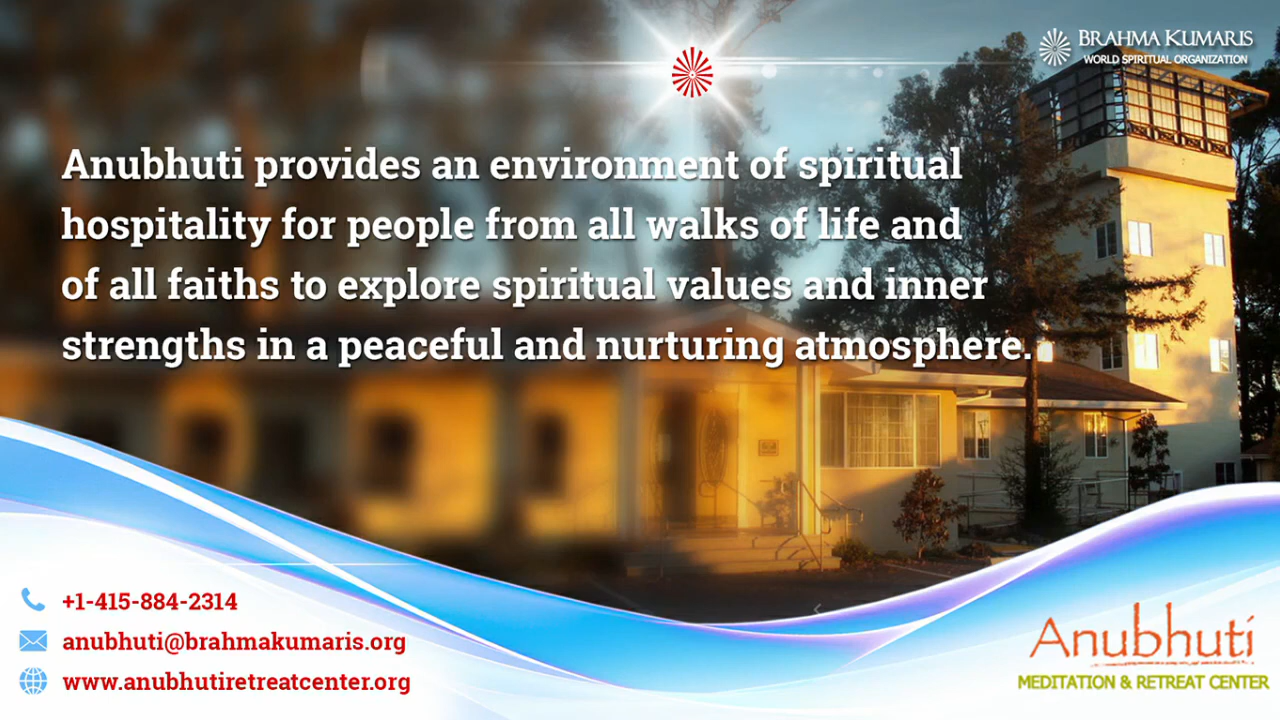 BRAHMA KUMARIS
WORLD SPIRITUAL ORGANIZATION
Anubhuti provides an environment of spiritual
hospitality for people from all walks of life and
of all faiths to explore spiritual values and inner
strengths in a peaceful and nurturing atmosphere.
+1-415-884-2314
anubhuti@brahmakumaris.org
www.anubhutiretreatcenter.org
Anubhuti
MEDITATION & RETREAT CENTER